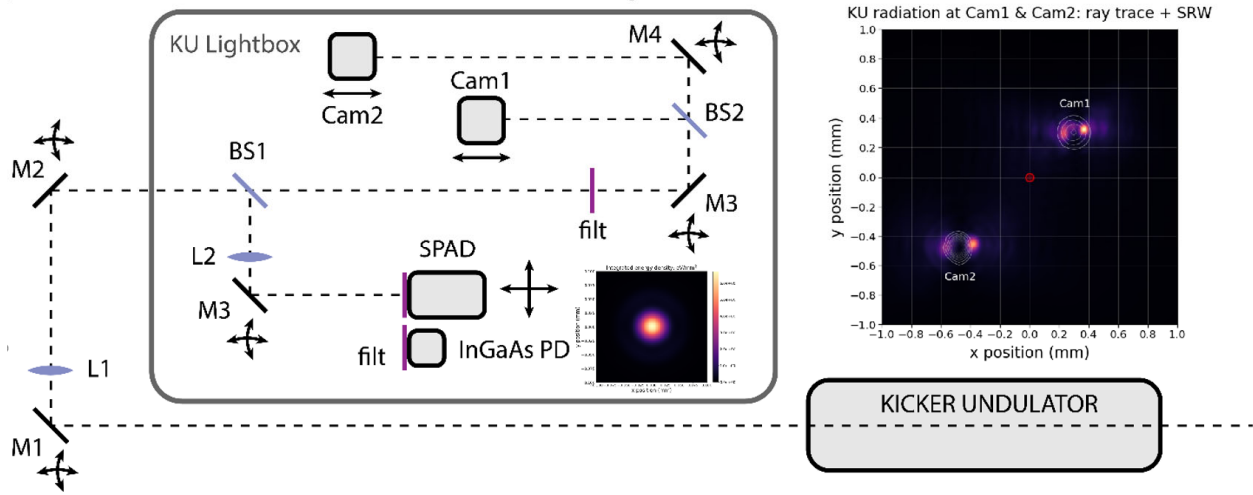 KU Lightbox
M4
Cam2
Cam1
BS2
M2
BS1
M3
filt
L2
SPAD
M3
filt
InGaAs PD
L1
M1
KICKER UNDULATOR
x position (mm)
KU radiation at Cam1 & Cam2: ray trace + SRW
1.0
0.8
0.6
0.4
0.2
0.0
−0.2
−0.4
−0.6
−0.8
−1.0
y position (mm)
Cam1
Cam2
−1.0 −0.8 −0.6 −0.4 −0.2 0.0 0.2 0.4 0.6 0.8 1.0
x position (mm)